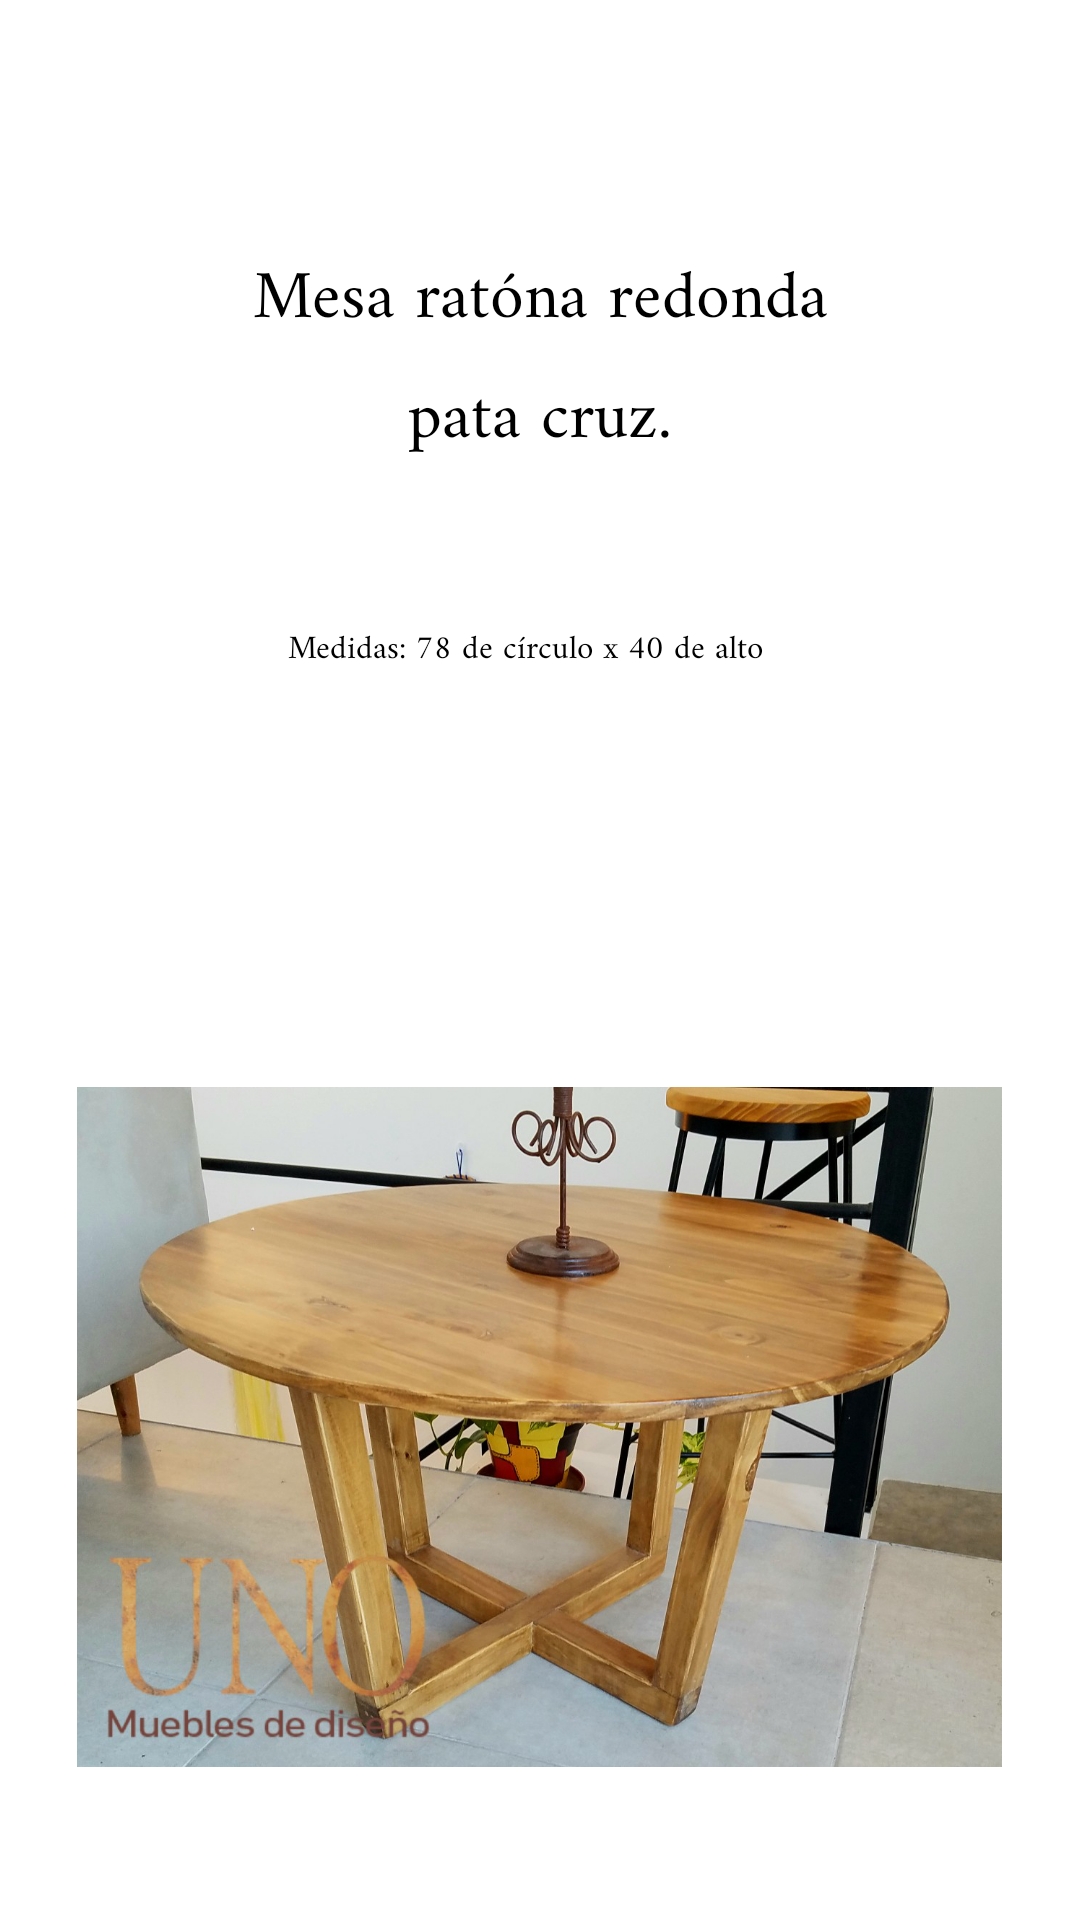 Mesa ratóna redonda
pata cruz.
Medidas: 78 de círculo x 40 de alto
UNO
Muebles de diseño